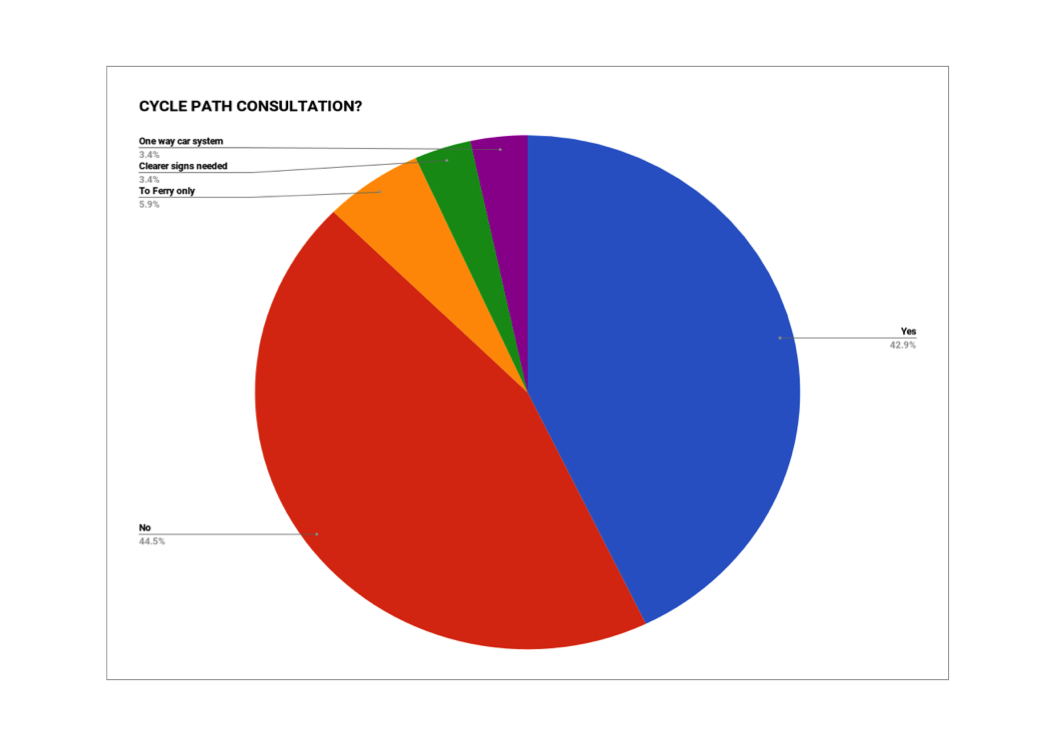 CYCLE PATH CONSULTATION?
One way car system
3.4%
Clearer signs needed
3.4%
To Ferry only
5.9%
Yes
42.9%
No
44.5%